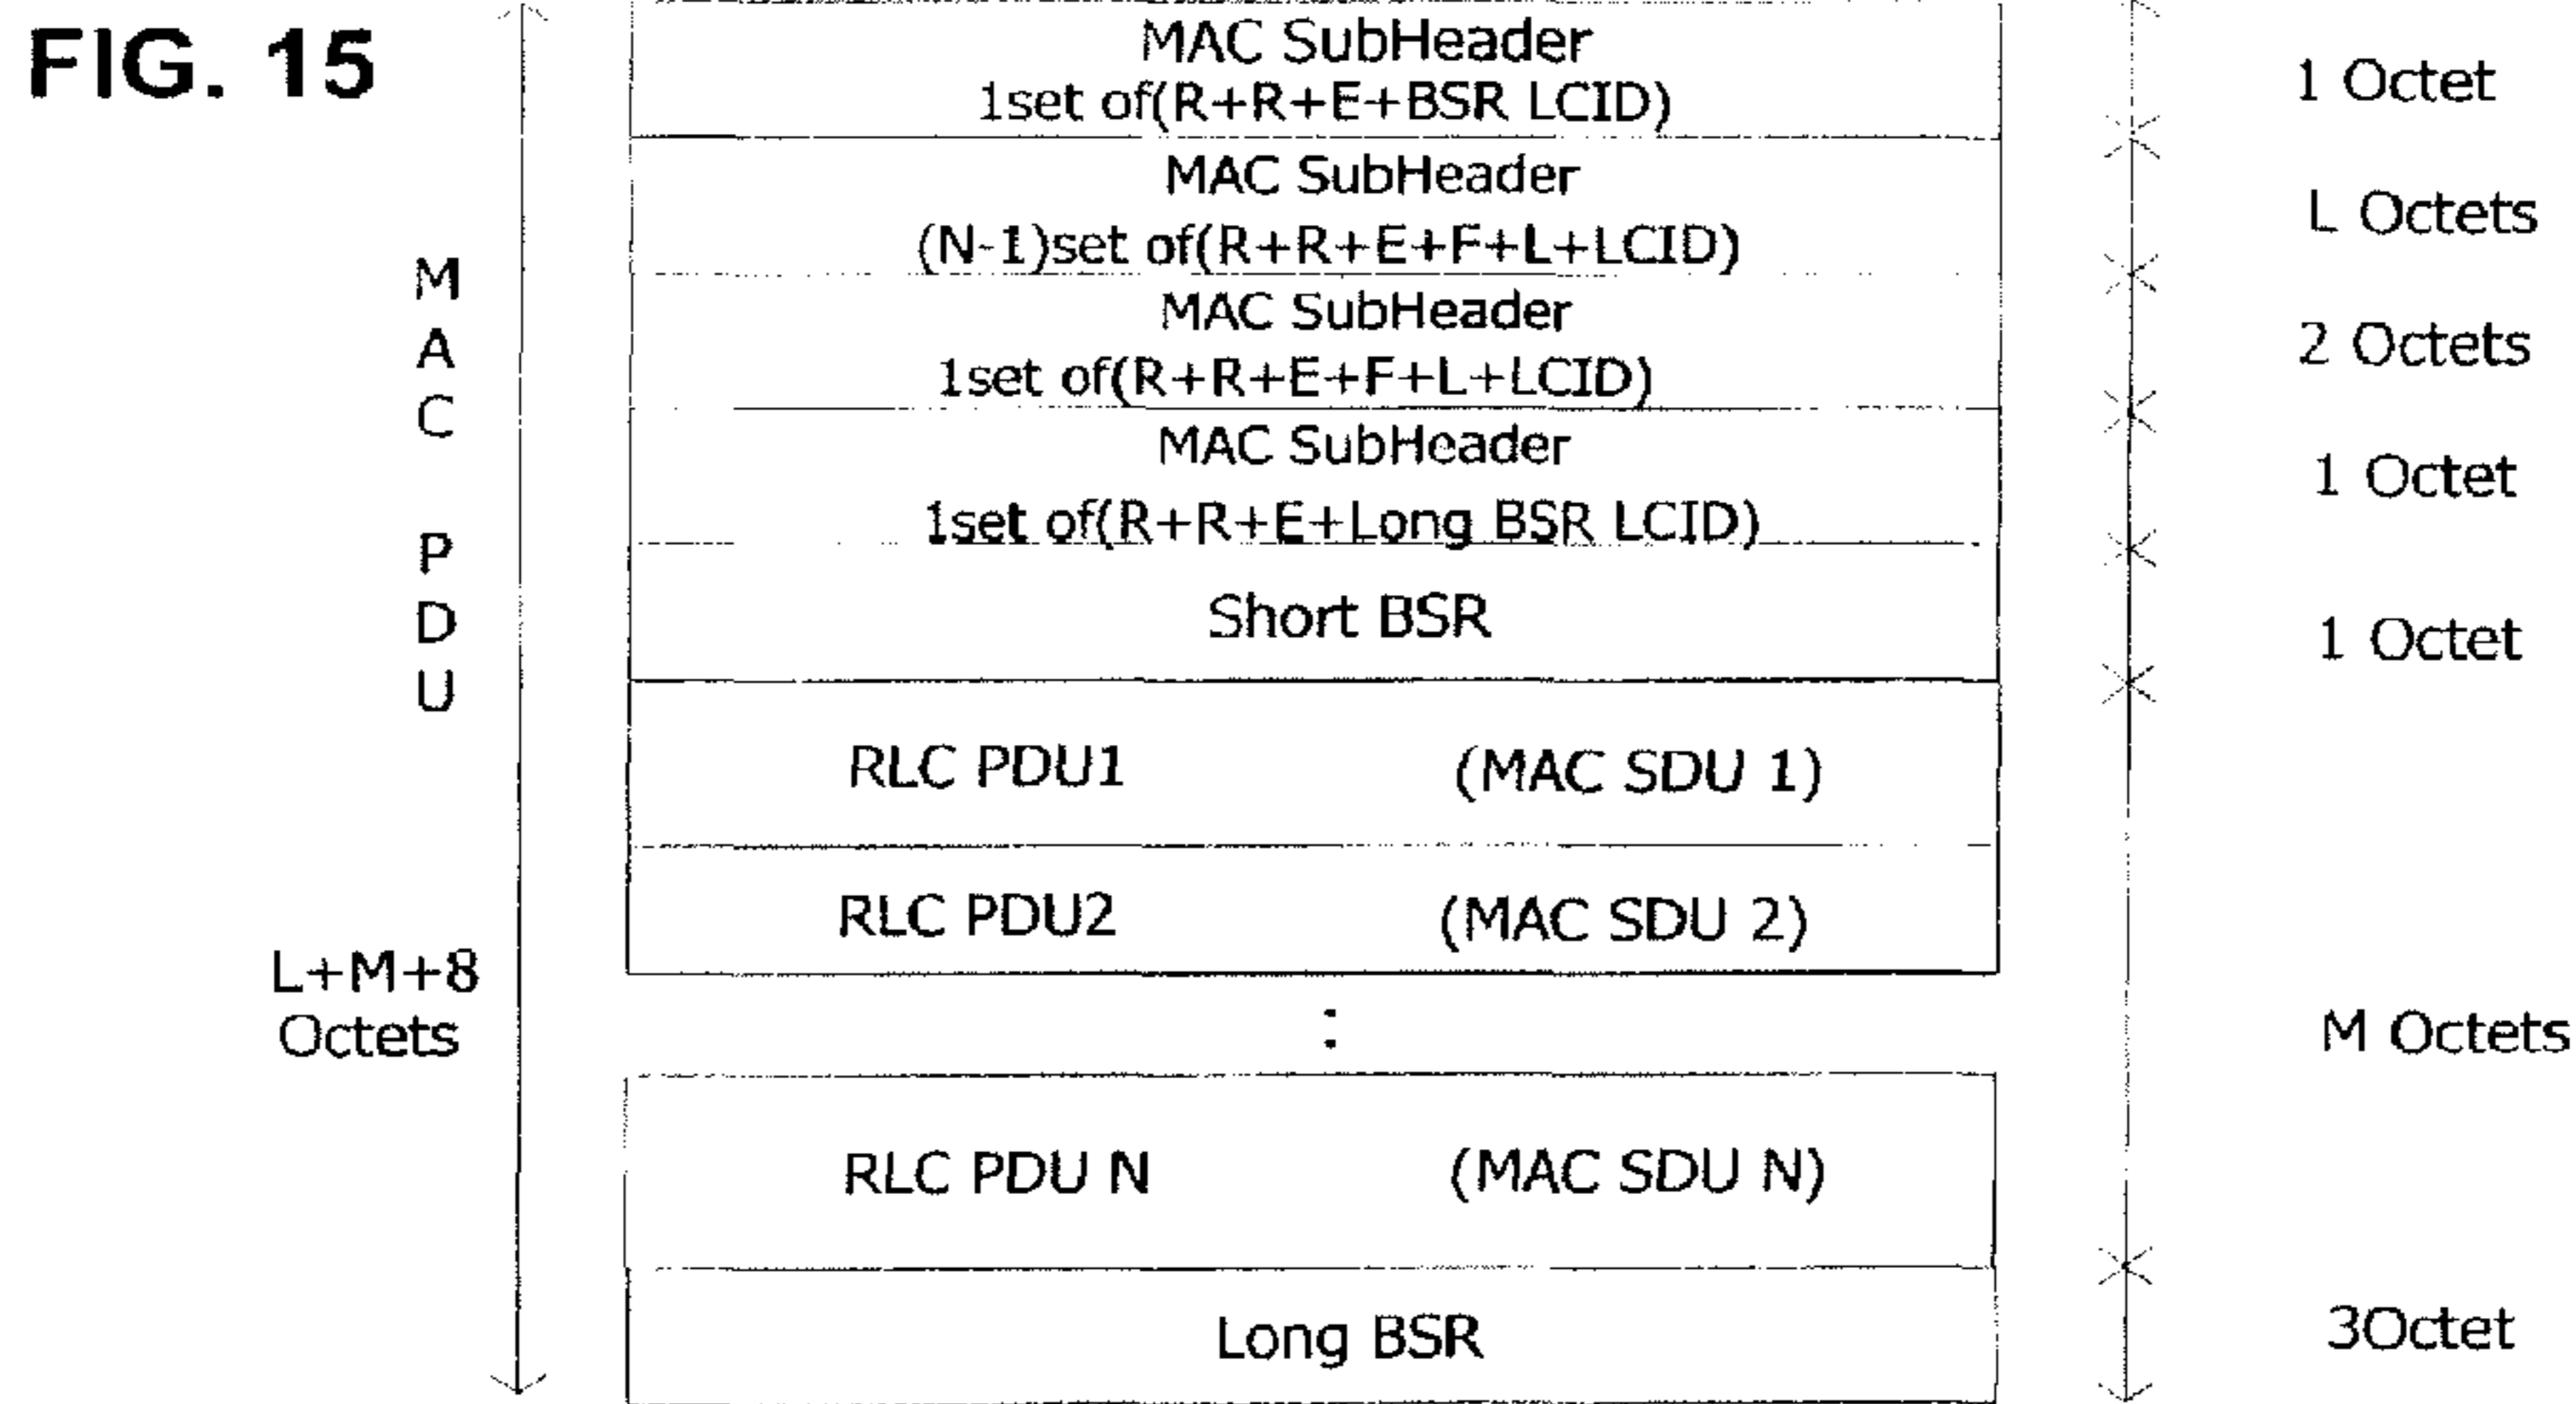 FIG. 15
MAC SubHeader
1set of(R+R+E+BSR LCID)
1 Octet
MAC SubHeader
(N-1)set of(R+R+E+F+L+LCID)
L Octets
MAC SubHeader
1set of(R+R+E+F+L+LCID)
2 Octets
MAC SubHeader
1set of(R+R+E+Long BSR LCID)
1 Octet
Short BSR
1 Octet
M
A
C
P
D
U
RLC PDU1 (MAC SDU 1)
RLC PDU2 (MAC SDU 2)
L+M+8
Octets
:
M Octets
RLC PDU N (MAC SDU N)
Long BSR
3Octet